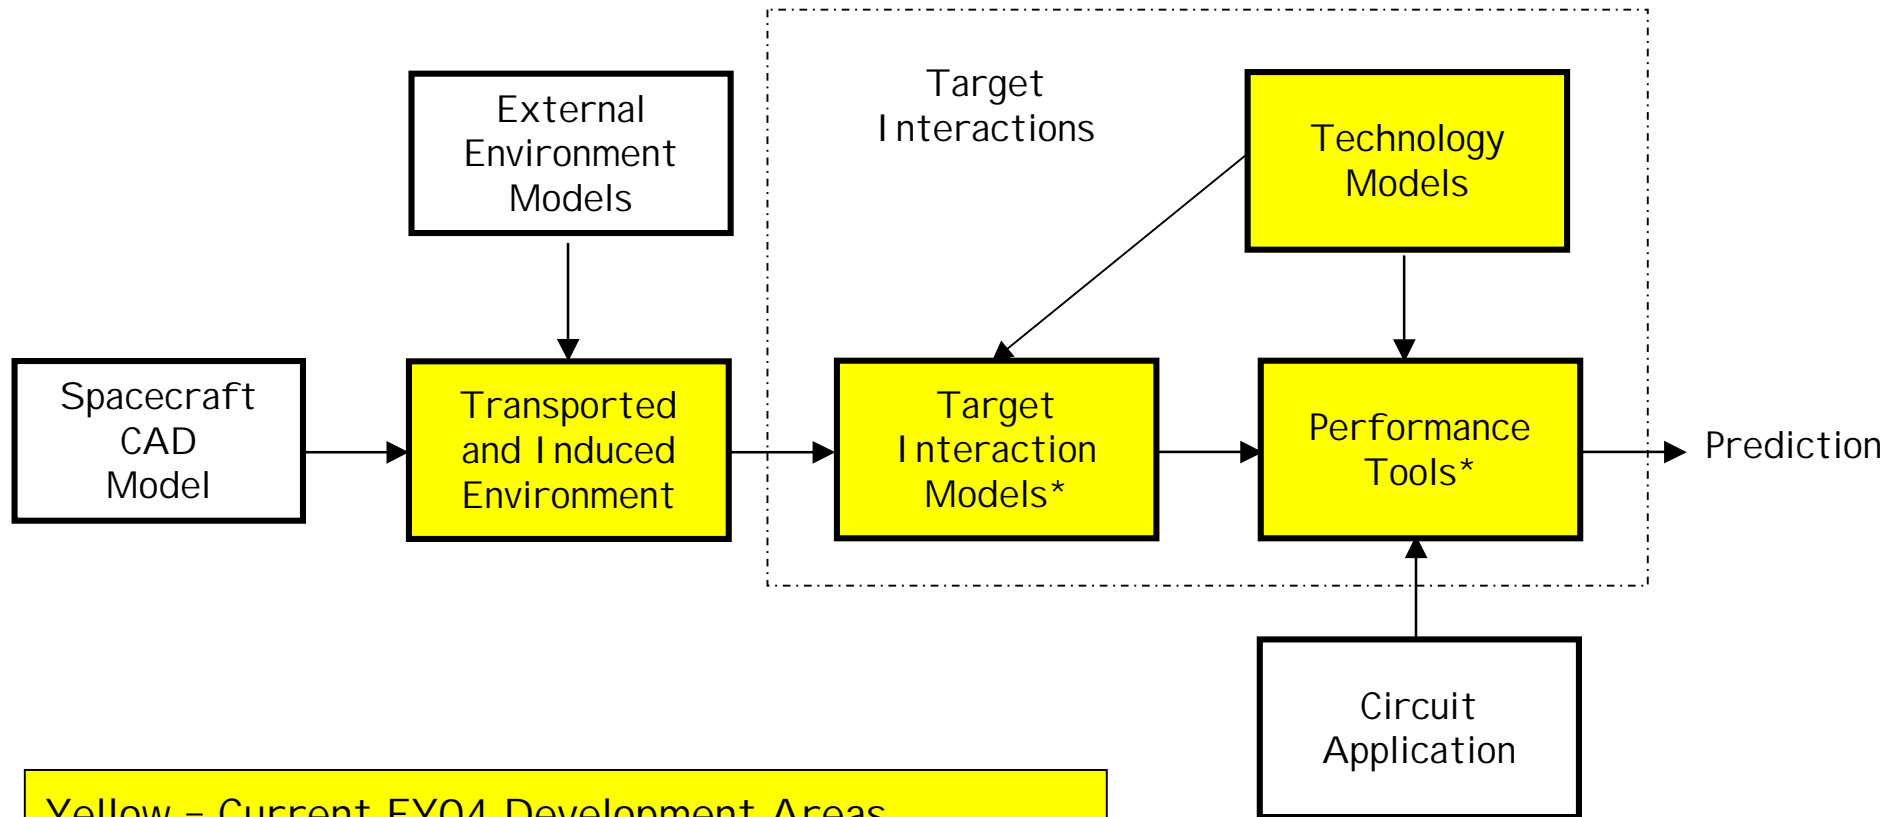 External
Environment
Models
Target
Interactions
Technology
Models
Spacecraft
CAD
Model
Transported
and Induced
Environment
Target
Interaction
Models*
Performance
Tools*
Prediction
Circuit
Application
Yellow = Current FY04 Development Areas